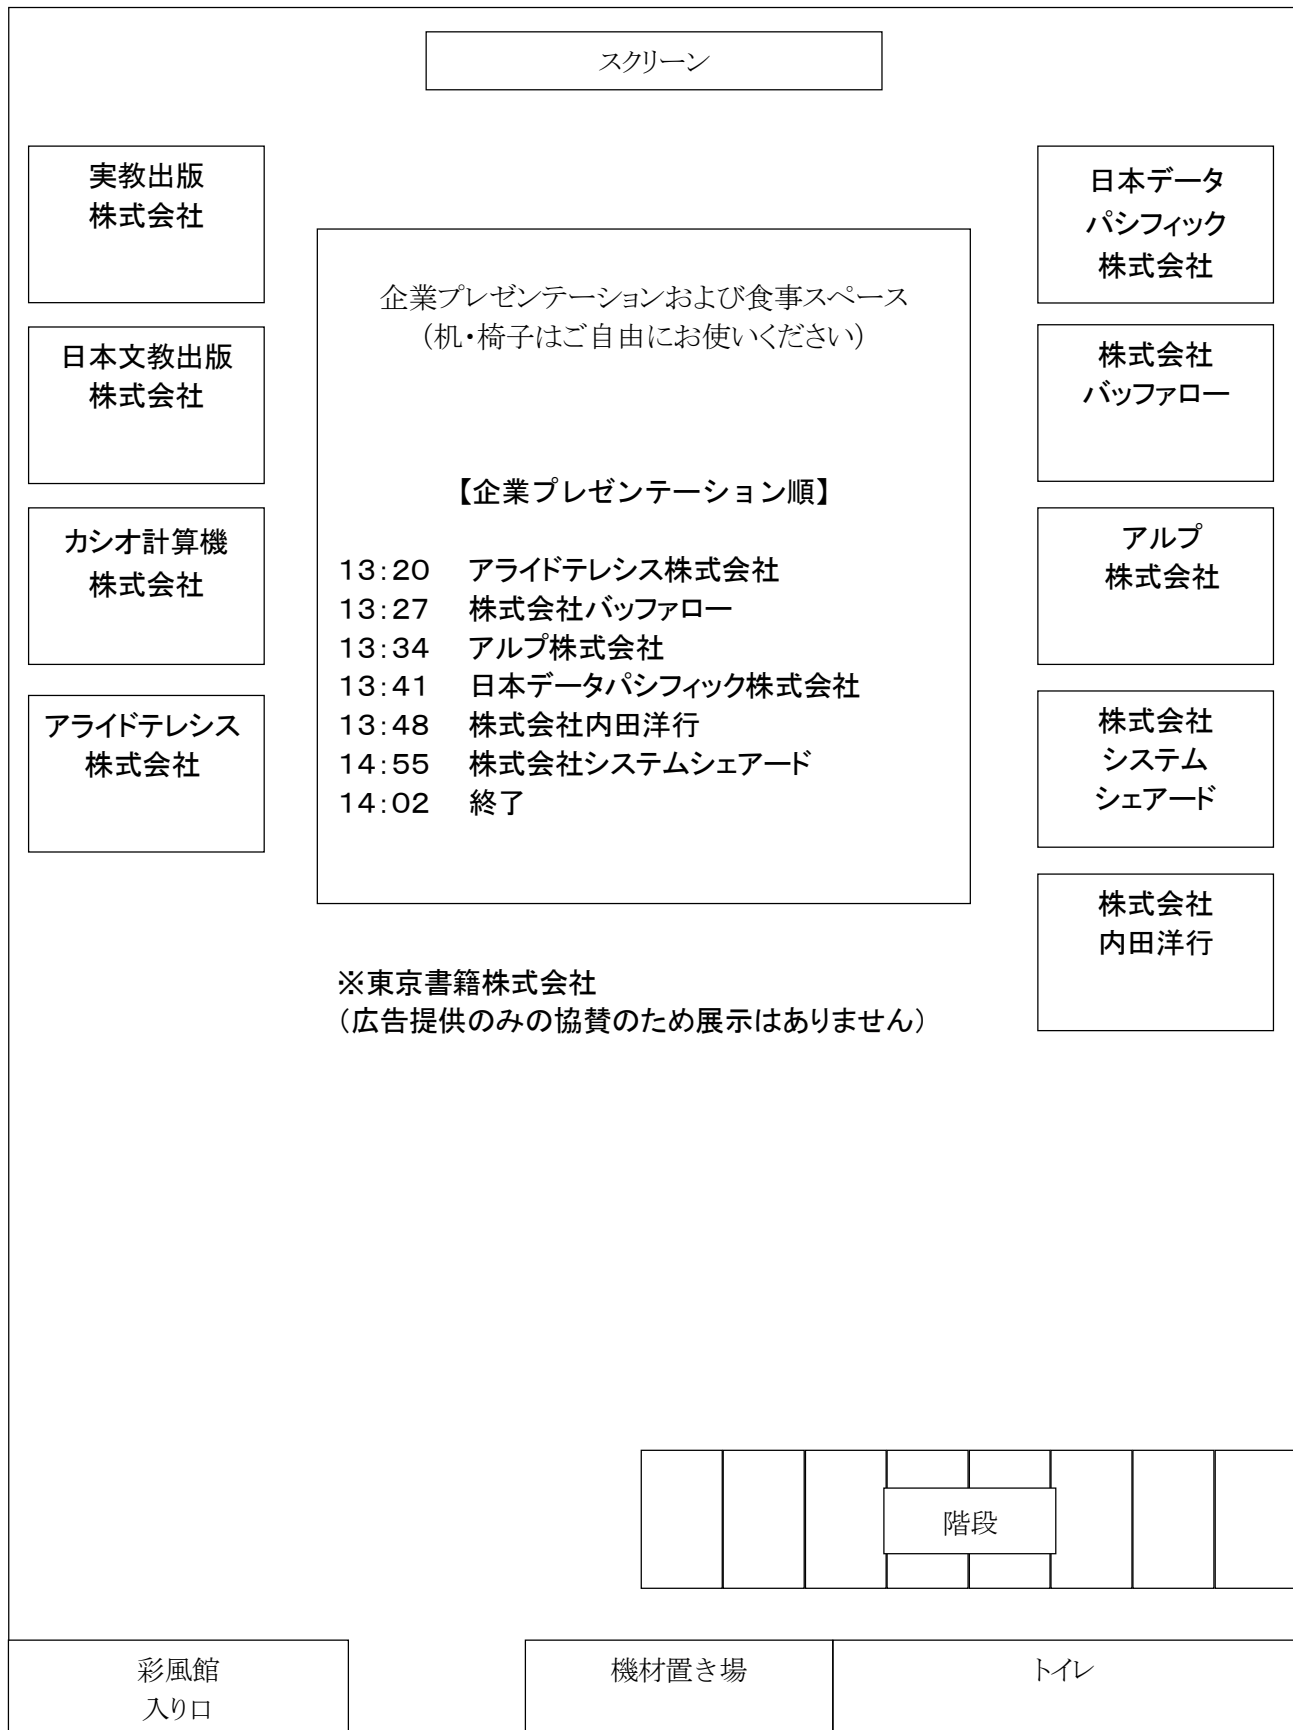 スクリーン
実教出版
株式会社
日本文教出版
株式会社
カシオ計算機
株式会社
アライドテレシス
株式会社
企業プレゼンテーションおよび食事スペース
（机・椅子はご自由にお使いください）
【企業プレゼンテーション順】
13：20　アライドテレシス株式会社
13：27　株式会社バッファロー
13：34　アルプ株式会社
13：41　日本データパシフィック株式会社
13：48　株式会社内田洋行
14：55　株式会社システムシェアード
14：02　終了
※東京書籍株式会社
（広告提供のみの協賛のため展示はありません）
日本データ
パシフィック
株式会社
株式会社
バッファロー
アルプ
株式会社
株式会社
システム
シェアード
株式会社
内田洋行
階段
彩風館
入り口
機材置き場
トイレ